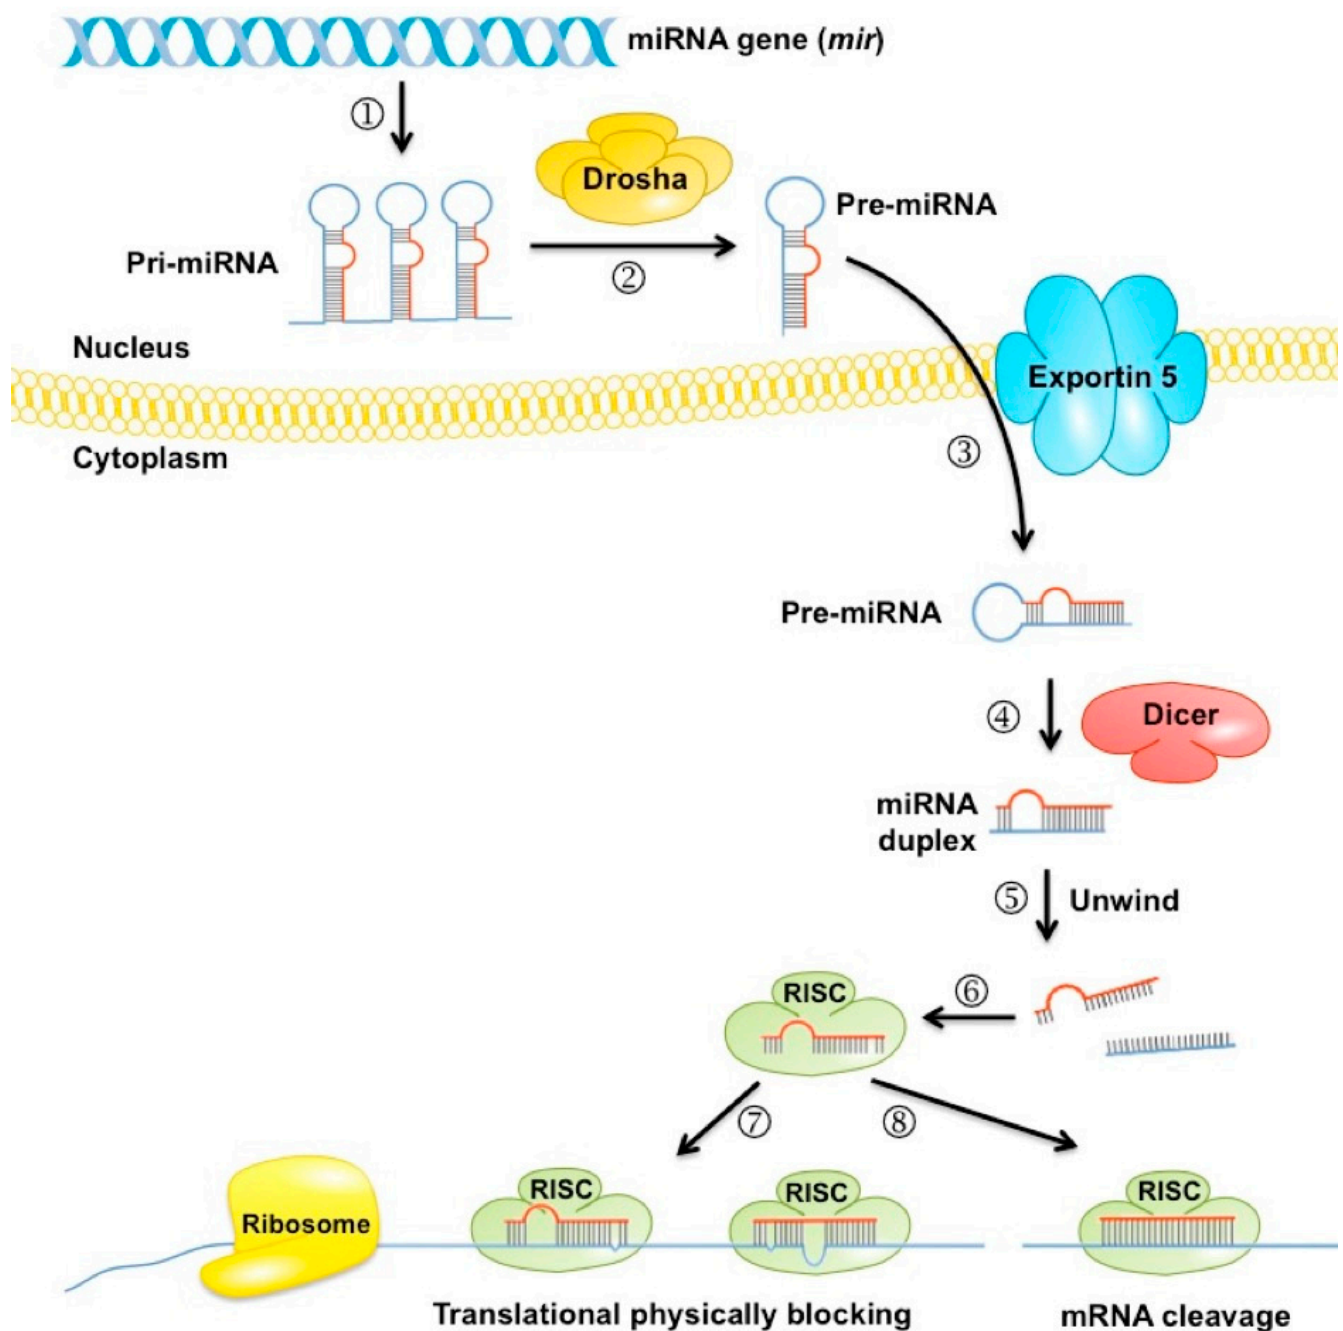 miRNA gene (mir)
①
Drosha
Pre-miRNA
Pri-miRNA
②
Nucleus
Exportin 5
Cytoplasm
③
Pre-miRNA
④
Dicer
miRNA
duplex
⑤
Unwind
RISC
⑥
⑦
⑧
Ribosome
RISC
RISC
RISC
Translational physically blocking
mRNA cleavage